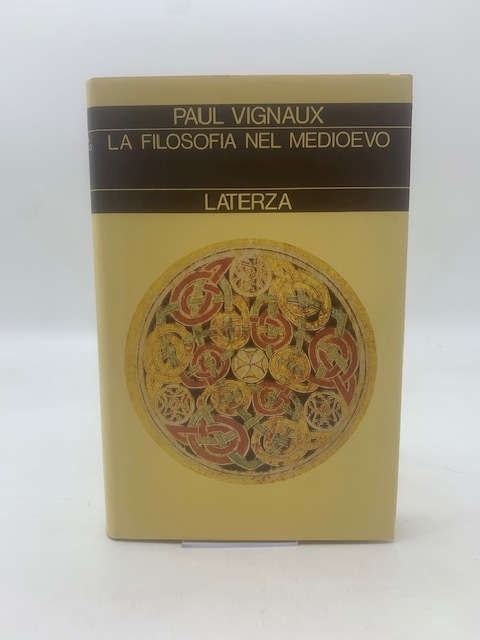 PAUL VIGNAUX
LA FILOSOFIA NEL MEDIOEVO
LATERZA